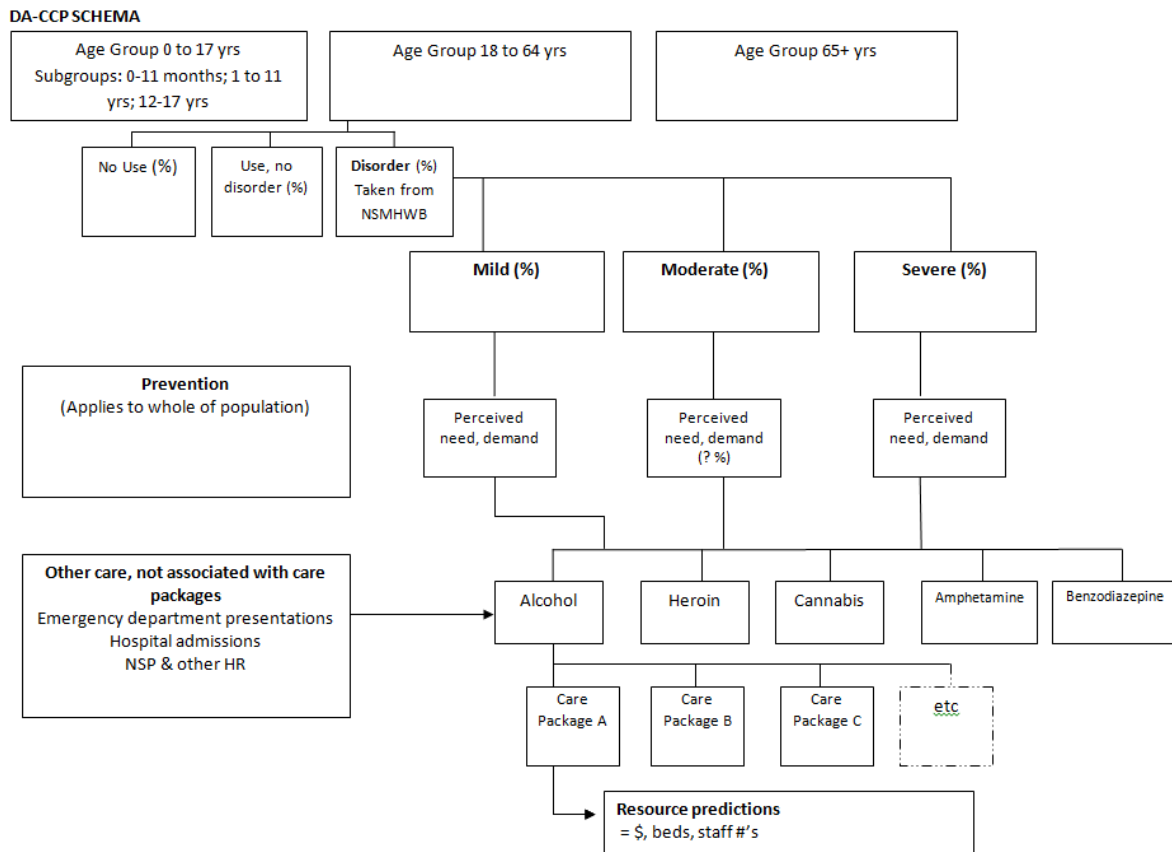 DA-CCP SCHEMA
Age Group 0 to 17 yrs
Subgroups: 0-11 months; 1 to 11
yrs; 12-17 yrs
Age Group 18 to 64 yrs
Age Group 65+ yrs
No Use (%)
Use, no
disorder (%)
Disorder (%)
Taken from
NSMHWB
Mild (%)
Moderate (%)
Severe (%)
Prevention
(Applies to whole of population)
Perceived
need, demand
Perceived
need, demand
(? %)
Perceived
need, demand
Other care, not associated with care
packages
Emergency department presentations
Hospital admissions
NSP & other HR
Alcohol
Heroin
Cannabis
Amphetamine
Benzodiazepine
Care
Package A
Care
Package B
Care
Package C
etc
Resource predictions
= $, beds, staff #'s